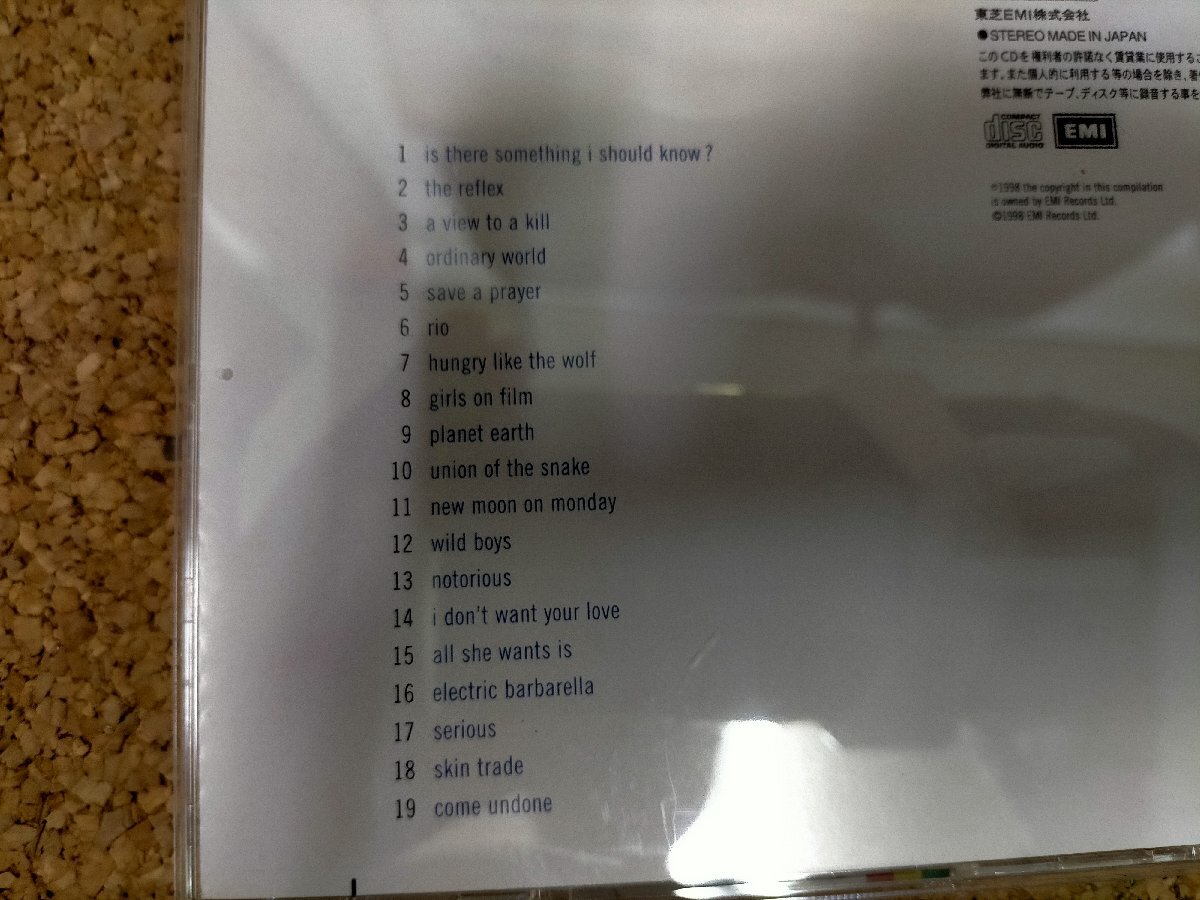 東芝EMI株式会社
●STEREO MADE IN JAPAN
このCDを権利者の許諾なく賃貸業に使用するこ
ます。また個人的に利用する等の場合を除き、著
弊社に無断でテープ、ディスク等に録音する事を
COMPACT
disc
DIGITAL AUDIO
EMI
℗1998 the copyright in this compilation
is owned by EMI Records Ltd.
©1998 EMI Records Ltd.
1 is there something i should know?
2 the reflex
3 a view to a kill
4 ordinary world
5 save a prayer
6 rio
7 hungry like the wolf
8 girls on film
9 planet earth
10 union of the snake
11 new moon on monday
12 wild boys
13 notorious
14 i don't want your love
15 all she wants is
16 electric barbarella
17 serious
18 skin trade
19 come undone